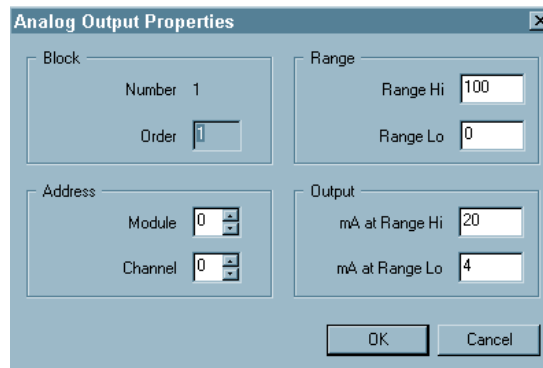 Analog Output Properties
Block
Number 1
Order 1
Range
Range Hi 100
Range Lo 0
Address
Module 0
Channel 0
Output
mA at Range Hi 20
mA at Range Lo 4
OK
Cancel